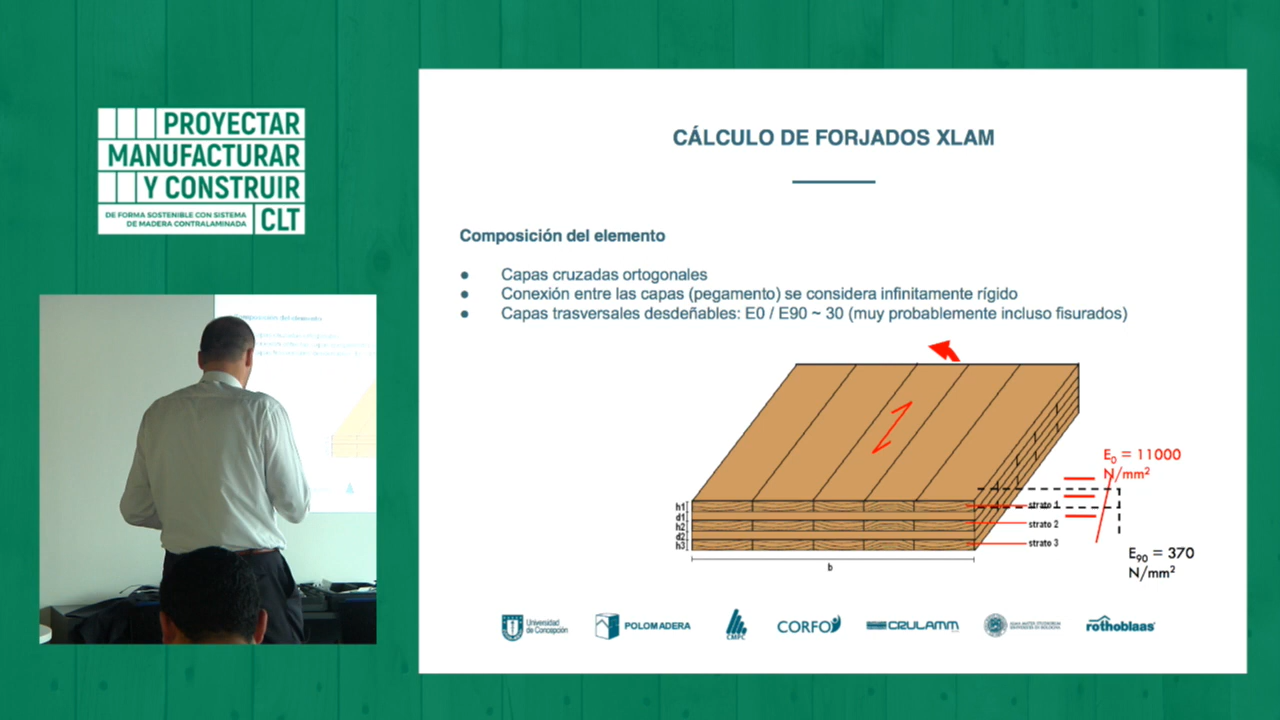 PROYECTAR
MANUFACTURAR
Y CONSTRUIR
DE FORMA SOSTENIBLE CON SISTEMA
DE MADERA CONTRALAMINADA
CLT
CÁLCULO DE FORJADOS XLAM
Composición del elemento
● Capas cruzadas ortogonales
● Conexión entre las capas (pegamento) se considera infinitamente rígido
● Capas trasversales desdeñables: E0 / E90 ~ 30 (muy probablemente incluso fisurados)
E0 = 11000
N/mm²
h1
d1
h2
d2
h3
strato 1
strato 2
strato 3
b
E90 = 370
N/mm²
Universidad
de Concepción
POLOMADERA
CMPC
CORFO
CRULAMM
rothoblaas